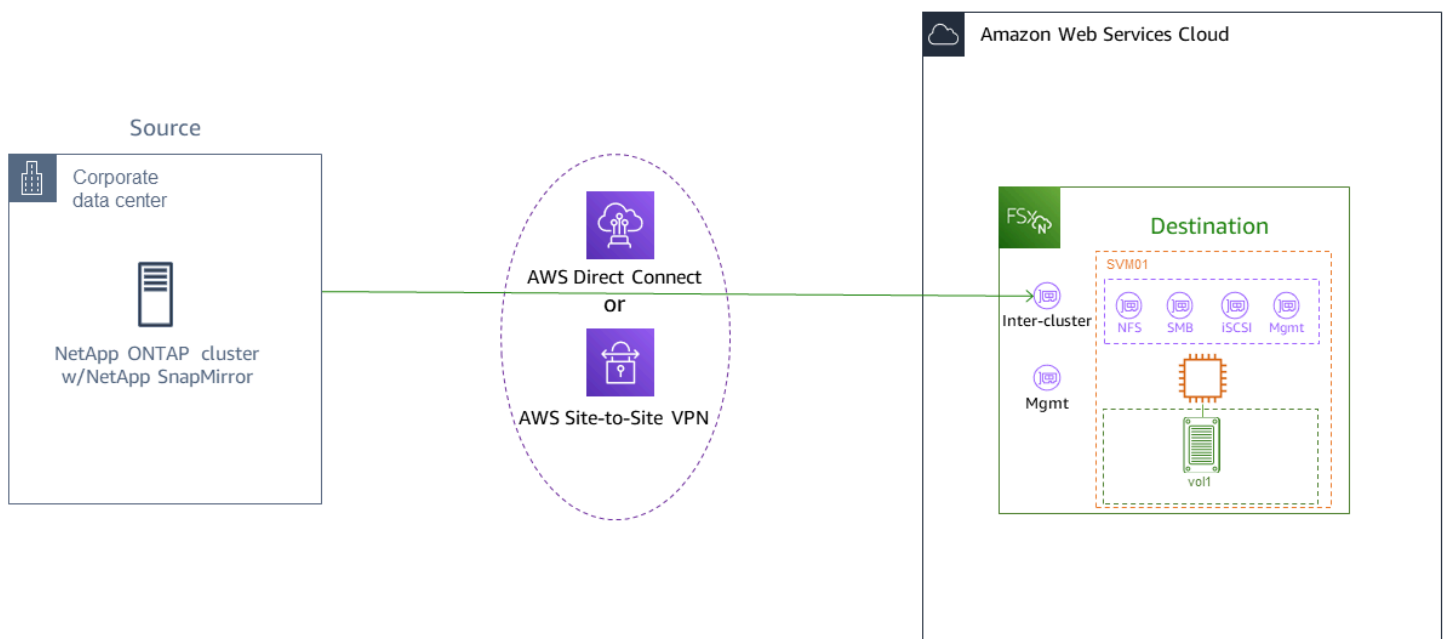 Amazon Web Services Cloud
Source
Corporate
data center
NetApp ONTAP cluster
w/NetApp SnapMirror
AWS Direct Connect
or
AWS Site-to-Site VPN
FSx
N
Destination
SVM01
Inter-cluster
NFS
SMB
iSCSI
Mgmt
Mgmt
vol1